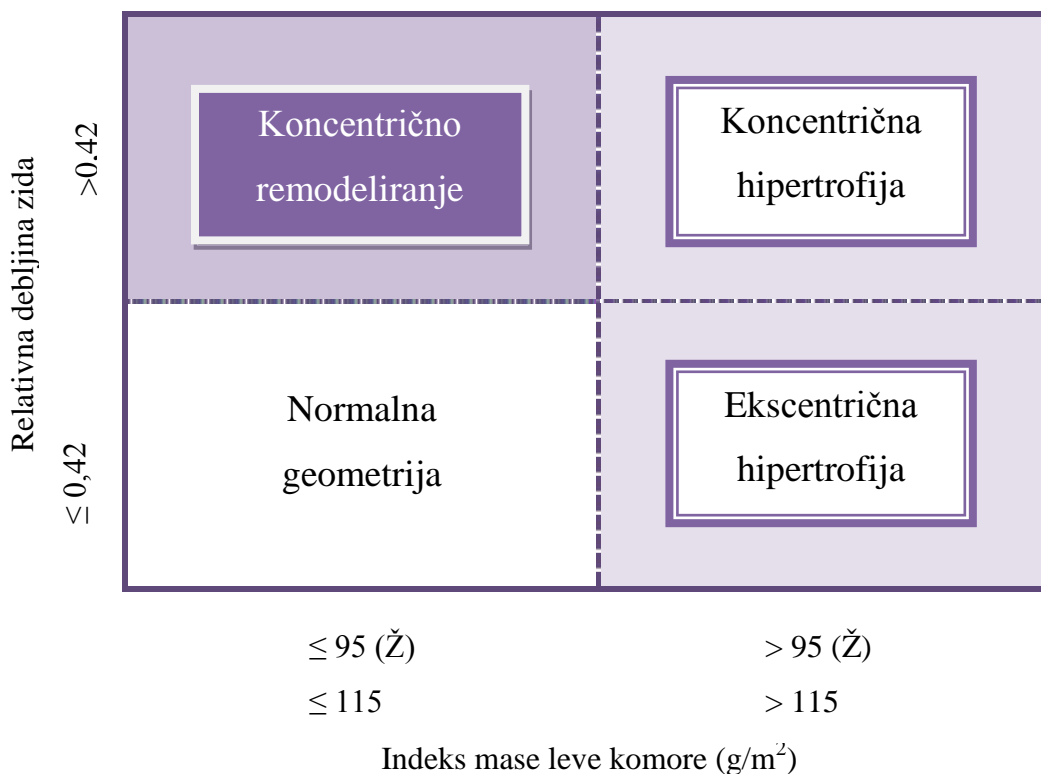 Relativna debljina zida
>0.42
≤ 0,42
Koncentrično
remodeliranje
Koncentrična
hipertrofija
Normalna
geometrija
Ekscentrična
hipertrofija
≤ 95 (Ž)
> 95 (Ž)
≤ 115
> 115
Indeks mase leve komore (g/m²)